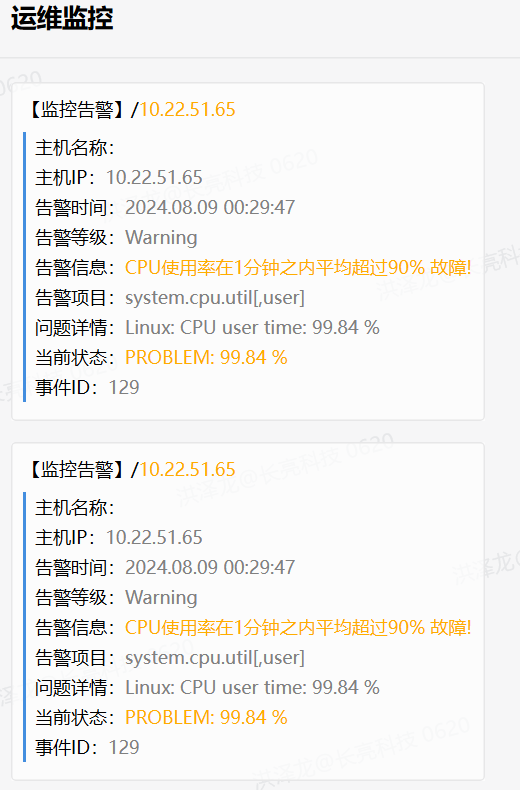 运维监控
【监控告警】/10.22.51.65
主机名称：
主机IP：10.22.51.65
告警时间：2024.08.09 00:29:47
告警等级：Warning
告警信息：CPU使用率在1分钟之内平均超过90% 故障!
告警项目：system.cpu.util[,user]
问题详情：Linux: CPU user time: 99.84 %
当前状态：PROBLEM: 99.84 %
事件ID：129
【监控告警】/10.22.51.65
主机名称：
主机IP：10.22.51.65
告警时间：2024.08.09 00:29:47
告警等级：Warning
告警信息：CPU使用率在1分钟之内平均超过90% 故障!
告警项目：system.cpu.util[,user]
问题详情：Linux: CPU user time: 99.84 %
当前状态：PROBLEM: 99.84 %
事件ID：129